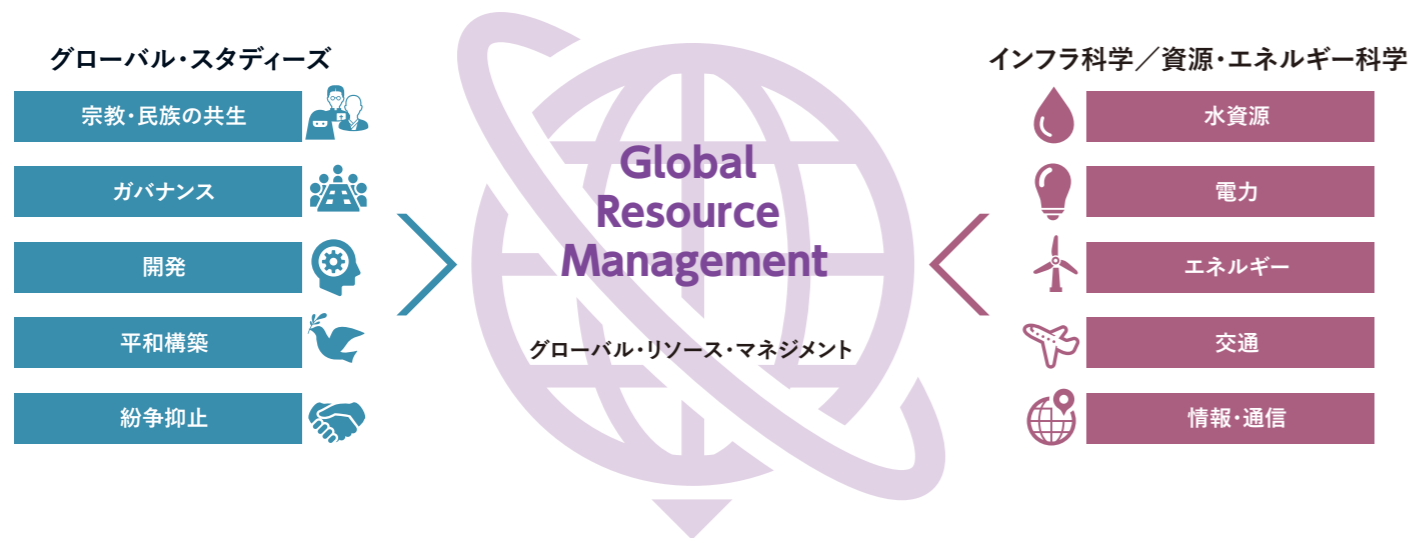 グローバル・スタディーズ
宗教・民族の共生
ガバナンス
開発
平和構築
紛争抑止
Global
Resource
Management
グローバル・リソース・マネジメント
インフラ科学／資源・エネルギー科学
水資源
電力
エネルギー
交通
情報・通信